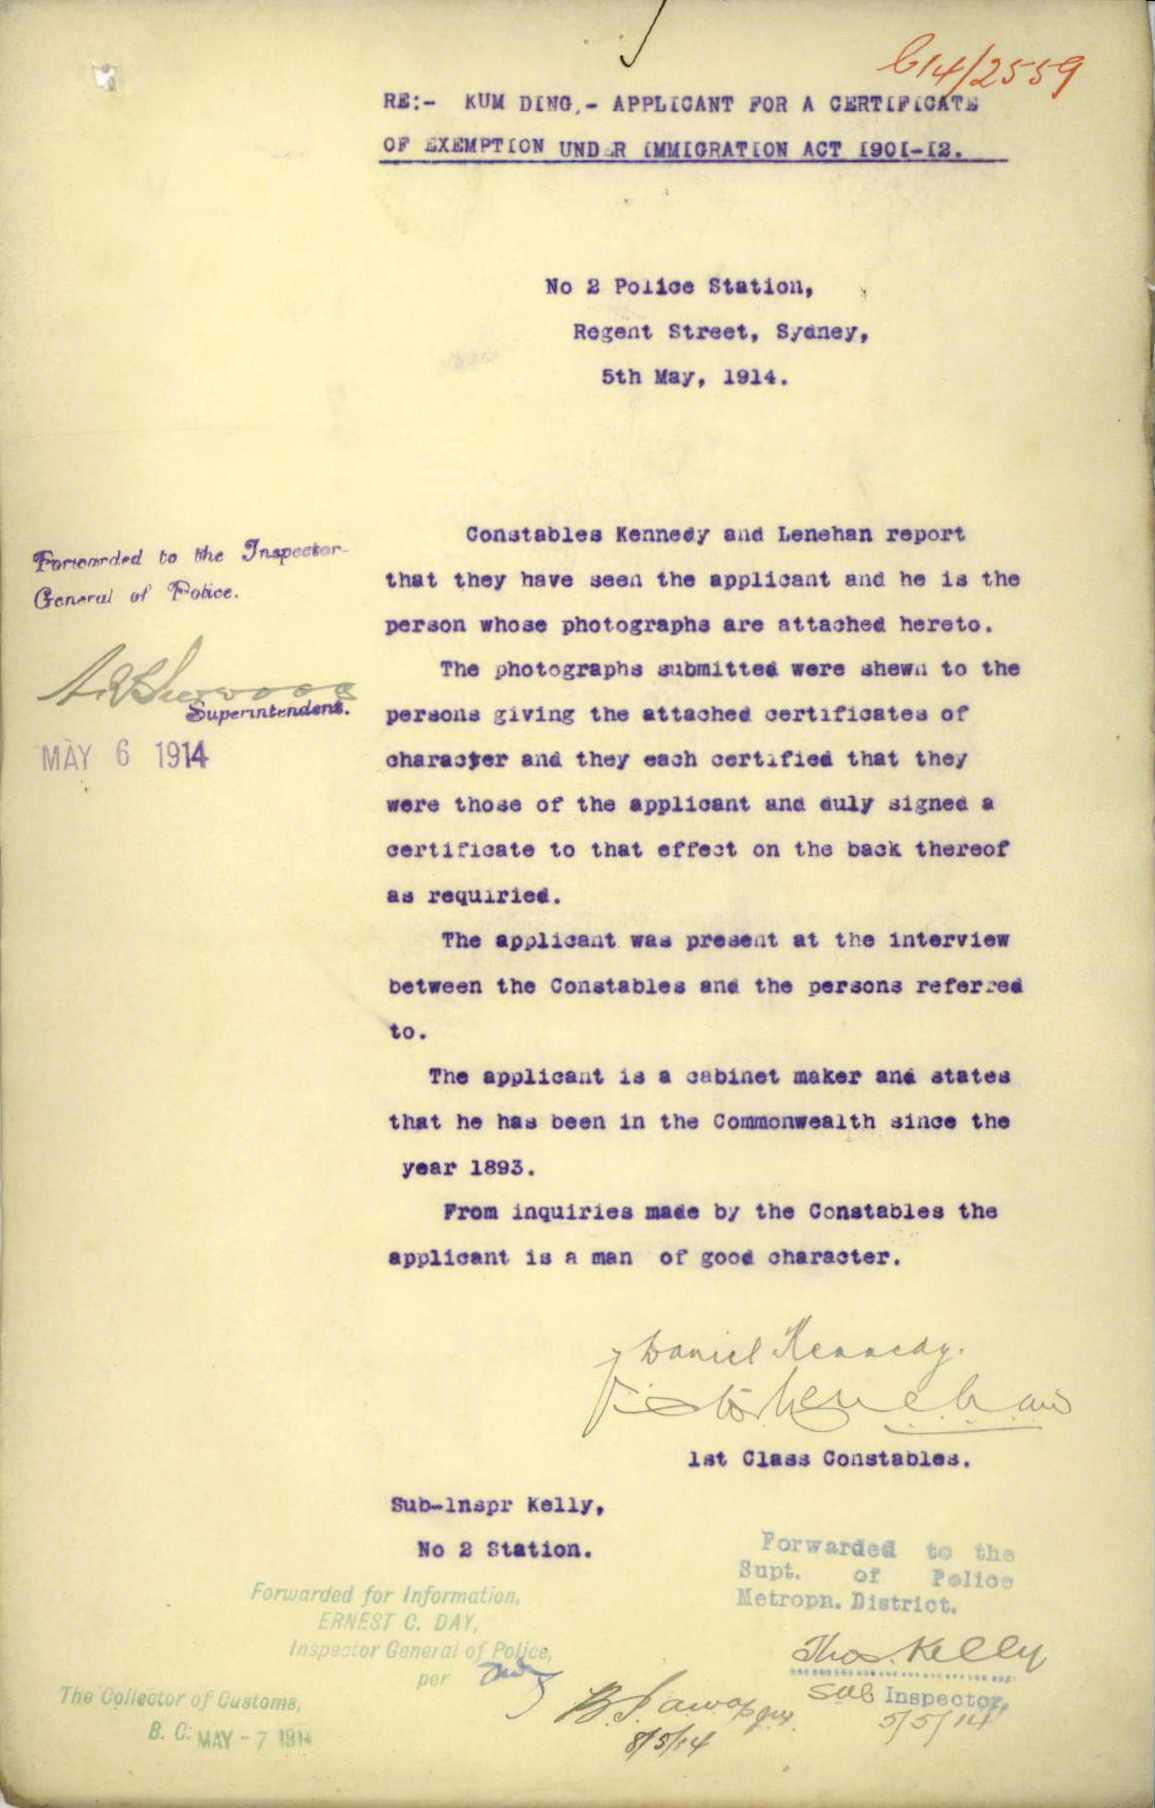 C14/2559
RE:- KUM DING,- APPLICANT FOR A CERTIFICATE
OF EXEMPTION UNDER IMMIGRATION ACT 1901-12.
No 2 Police Station,
Regent Street, Sydney,
5th May, 1914.
Constables Kennedy and Lenehan report
that they have seen the applicant and he is the
person whose photographs are attached hereto.
The photographs submitted were shewn to the
persons giving the attached certificates of
character and they each certified that they
were those of the applicant and duly signed a
certificate to that effect on the back thereof
as requiried.
The applicant was present at the interview
between the Constables and the persons referred
to.
The applicant is a cabinet maker and states
that he has been in the Commonwealth since the
year 1893.
From inquiries made by the Constables the
applicant is a man of good character.
Forwarded to the Inspector-
General of Police.
Superintendent.
MAY 6 1914
Daniel Kennedy.
Lenehan
1st Class Constables.
Sub-lnspr Kelly,
No 2 Station.
Forwarded to the
Supt. of Police
Metropn. District.
Thos. Kelly
Sub Inspector,
5/5/14
Forwarded for Information,
ERNEST C. DAY,
Inspector General of Police,
per
The Collector of Customs,
B. C. MAY - 7 1914
8/5/14